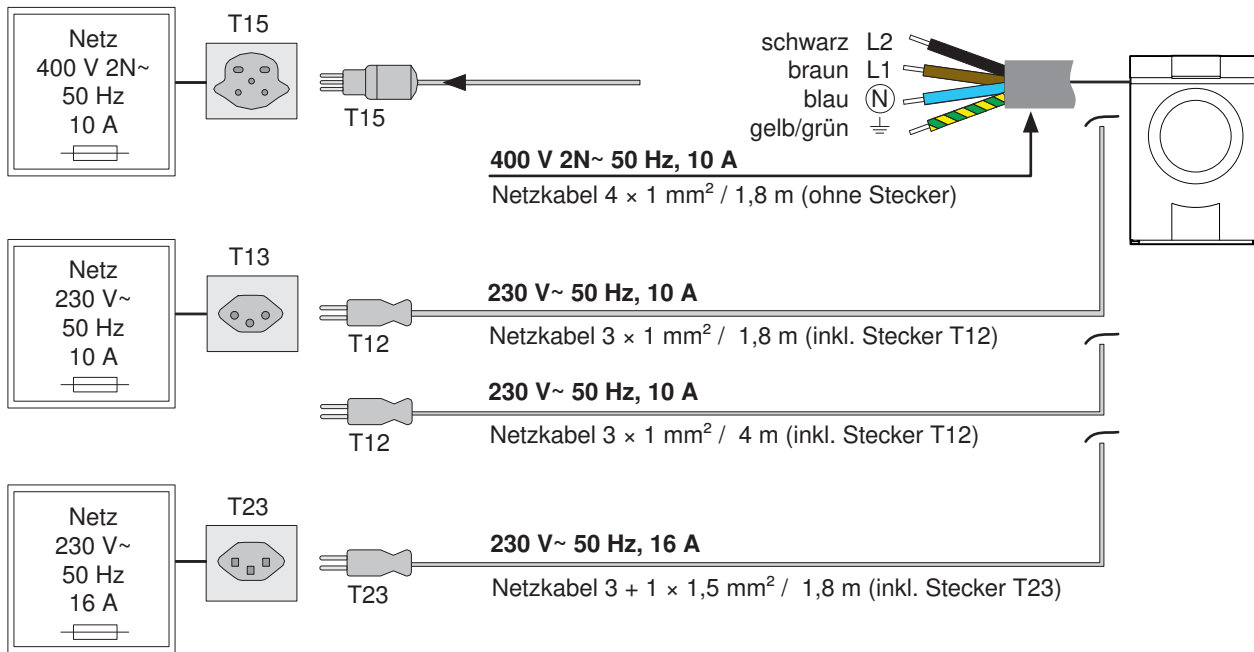 Netz
400 V 2N~
50 Hz
10 A
T15
T15
schwarz L2
braun L1
blau N
gelb/grün
400 V 2N~ 50 Hz, 10 A
Netzkabel 4 × 1 mm² / 1,8 m (ohne Stecker)
Netz
230 V~
50 Hz
10 A
T13
T12
230 V~ 50 Hz, 10 A
Netzkabel 3 × 1 mm² / 1,8 m (inkl. Stecker T12)
T12
230 V~ 50 Hz, 10 A
Netzkabel 3 × 1 mm² / 4 m (inkl. Stecker T12)
Netz
230 V~
50 Hz
16 A
T23
T23
230 V~ 50 Hz, 16 A
Netzkabel 3 + 1 × 1,5 mm² / 1,8 m (inkl. Stecker T23)